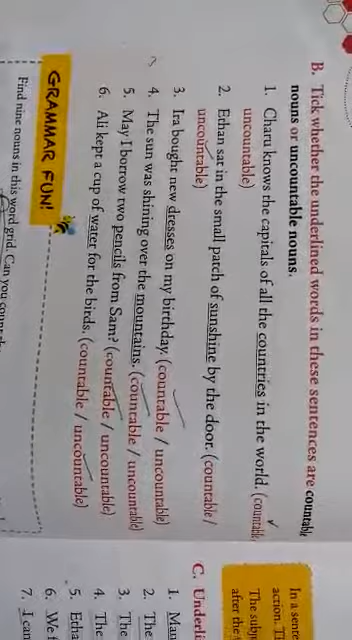 B. Tick whether the underlined words in these sentences are countable
nouns or uncountable nouns.
1. Charu knows the capitals of all the countries in the world. (countable
uncountable)
2. Ethan sat in the small patch of sunshine by the door. (countable /
uncountable)
3. Ira bought new dresses on my birthday. (countable / uncountable)
4. The sun was shining over the mountains. (countable / uncountable)
5. May I borrow two pencils from Sam? (countable / uncountable)
6. Ali kept a cup of water for the birds. (countable / uncountable)
GRAMMAR FUN!
Find nine nouns in this word grid. Can you
In a sente
action. T
The subj
after the
C. Underli
1. Man
2. The
3. The
4. The
5. Etha
6. We
7. I can